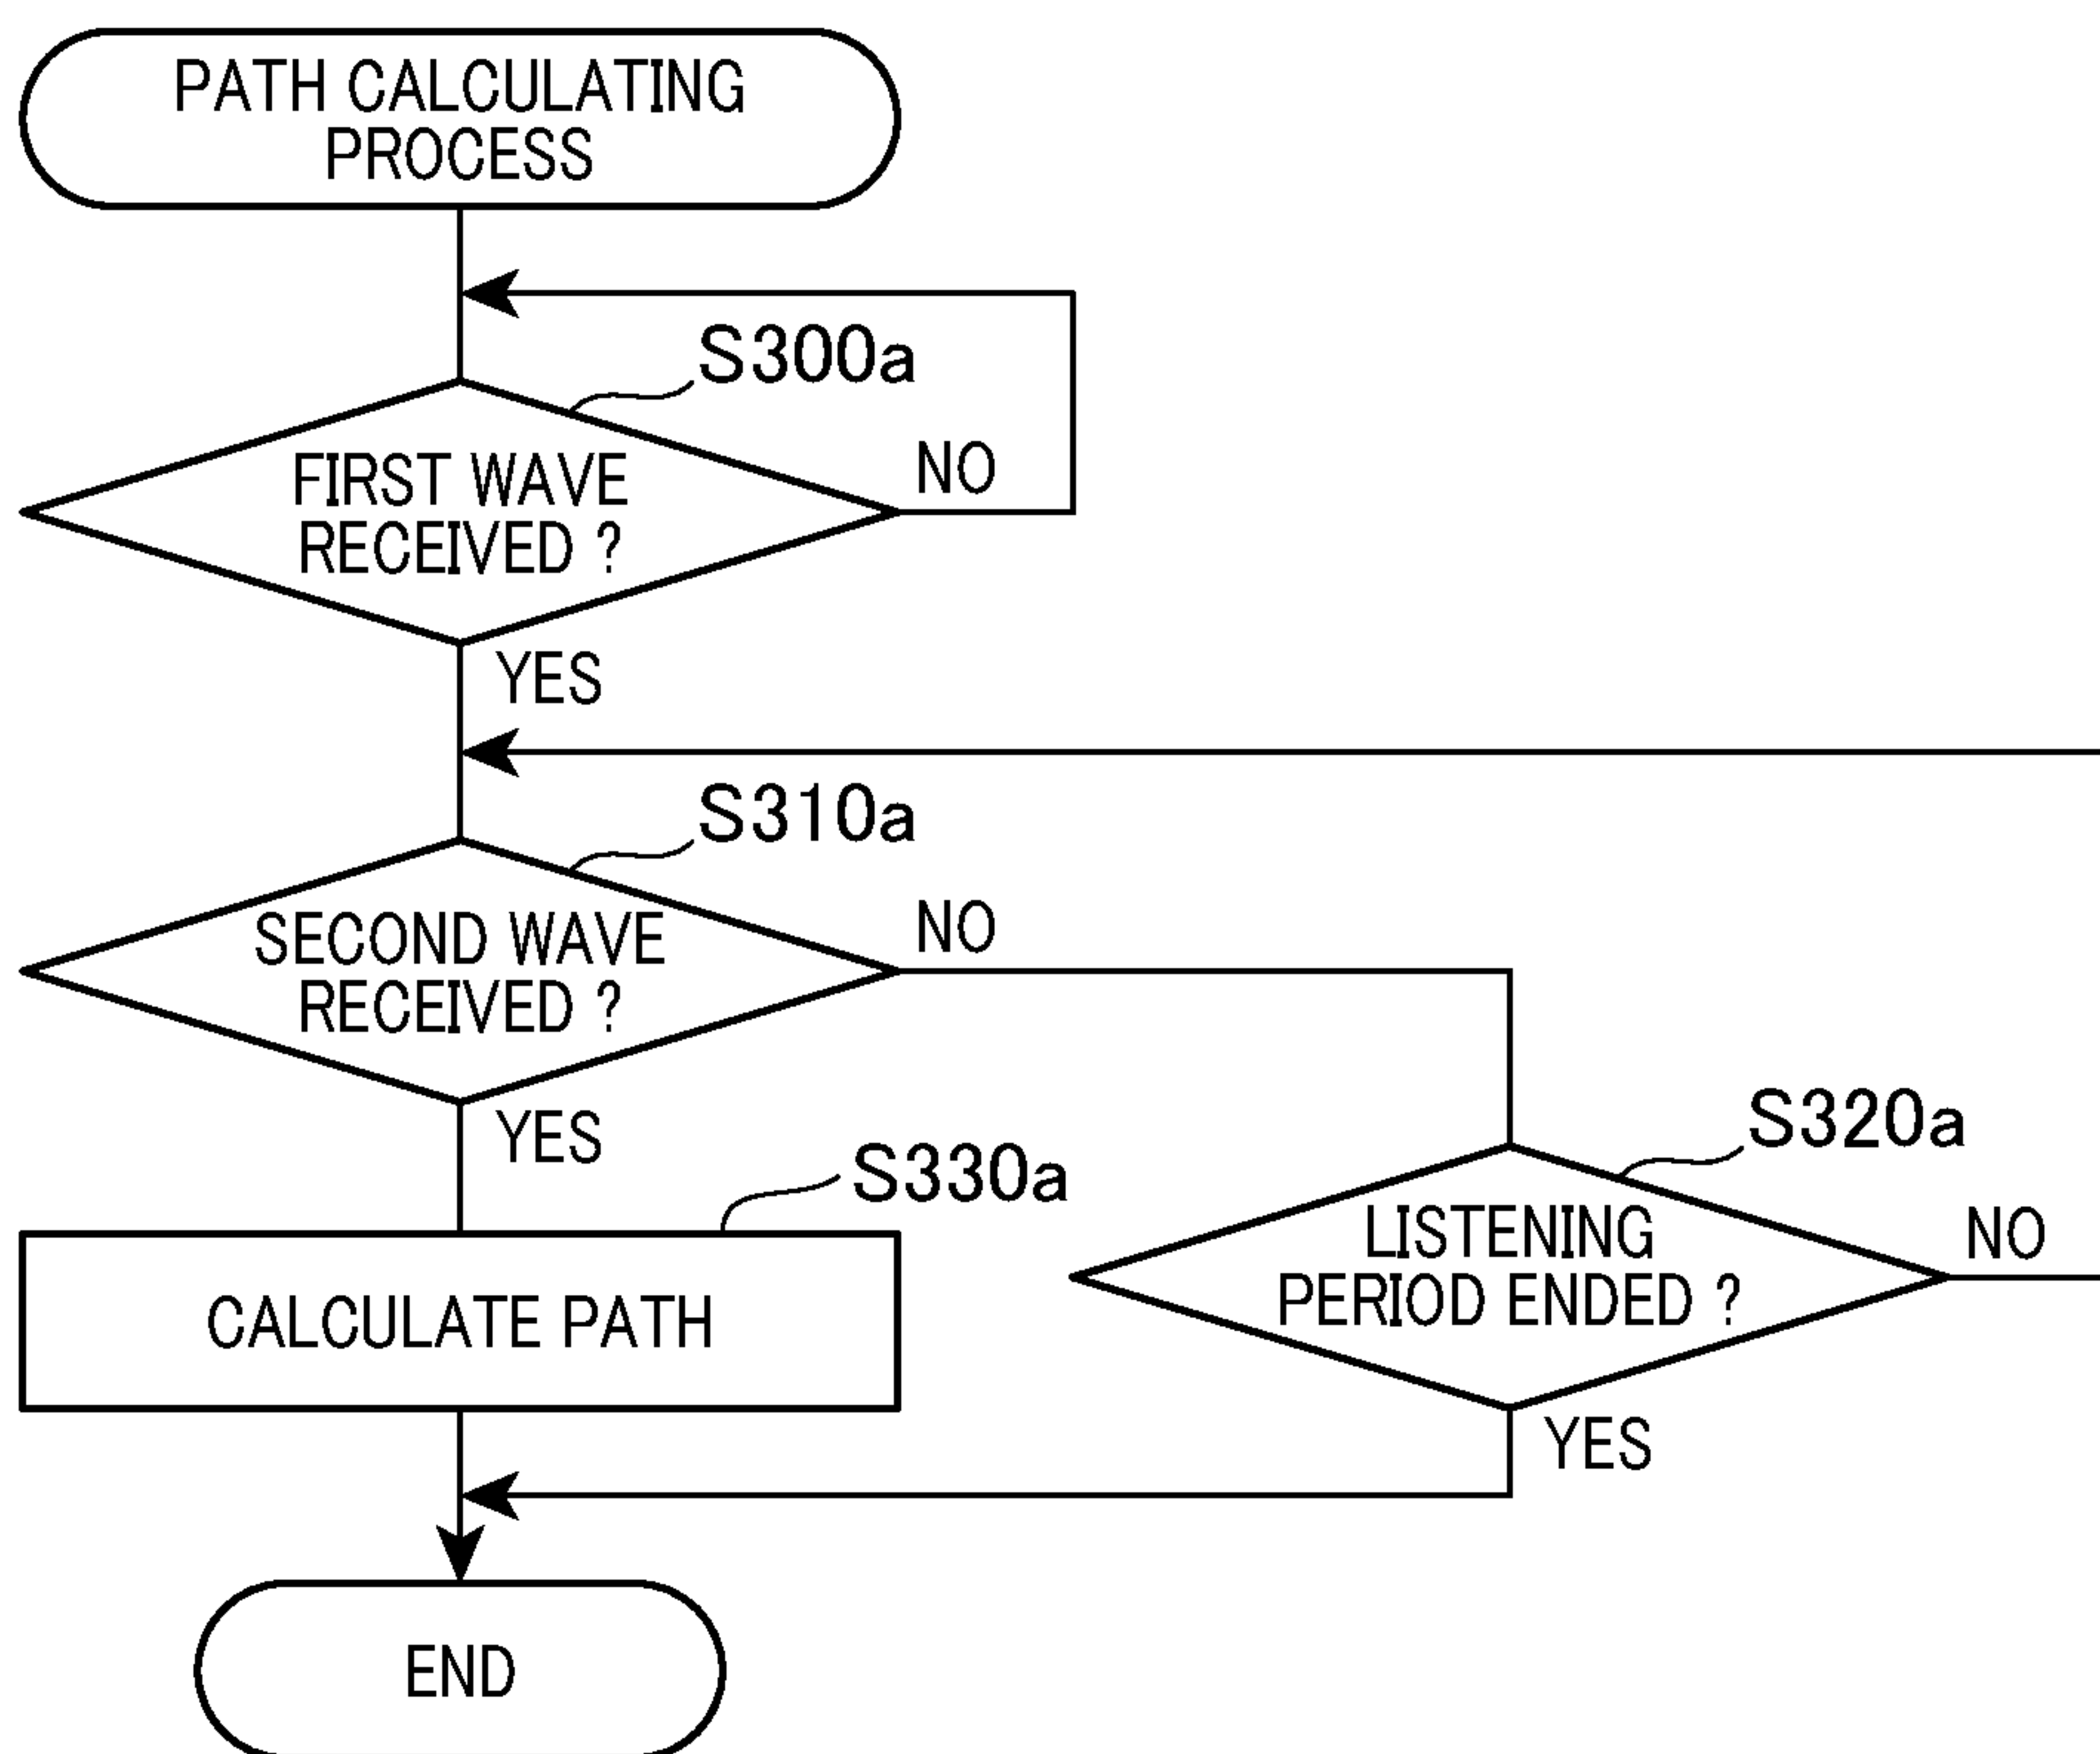 PATH CALCULATING
PROCESS
S300a
FIRST WAVE
RECEIVED ?
NO
YES
S310a
SECOND WAVE
RECEIVED ?
NO
YES
S320a
LISTENING
PERIOD ENDED ?
NO
YES
S330a
CALCULATE PATH
END